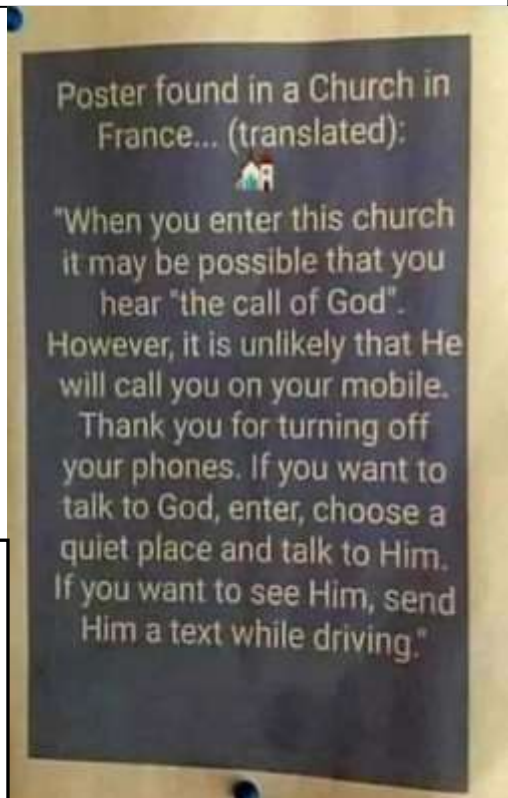 Poster found in a Church in
France... (translated):
"When you enter this church
it may be possible that you
hear "the call of God".
However, it is unlikely that He
will call you on your mobile.
Thank you for turning off
your phones. If you want to
talk to God, enter, choose a
quiet place and talk to Him.
If you want to see Him, send
Him a text while driving."